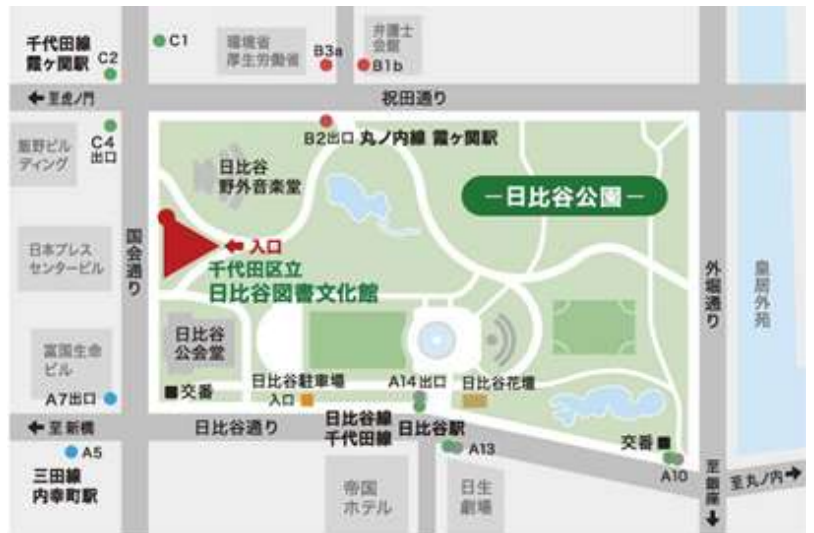 千代田線
霞ヶ関駅
C2
C1
環境省
厚生労働省
B3a
弁護士
会館
B1b
←至虎ノ門
祝田通り
飯野ビル
ディング
C4
出口
B2出口 丸ノ内線 霞ヶ関駅
日比谷
野外音楽堂
−日比谷公園−
日本プレス
センタービル
国会通り
←入口
千代田区立
日比谷図書文化館
外堀通り
皇居外苑
富国生命
ビル
日比谷
公会堂
A7出口
■交番
日比谷駐車場
入口
A14出口
日比谷花壇
←至新橋
日比谷通り
日比谷線
千代田線
日比谷駅
A13
交番■
A10
A5
三田線
内幸町駅
帝国
ホテル
日生
劇場
至銀座↓
至丸ノ内→